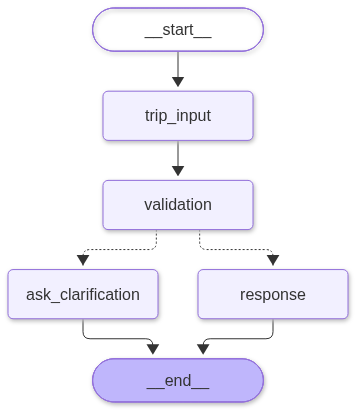 __start__
trip_input
validation
ask_clarification
response
__end__